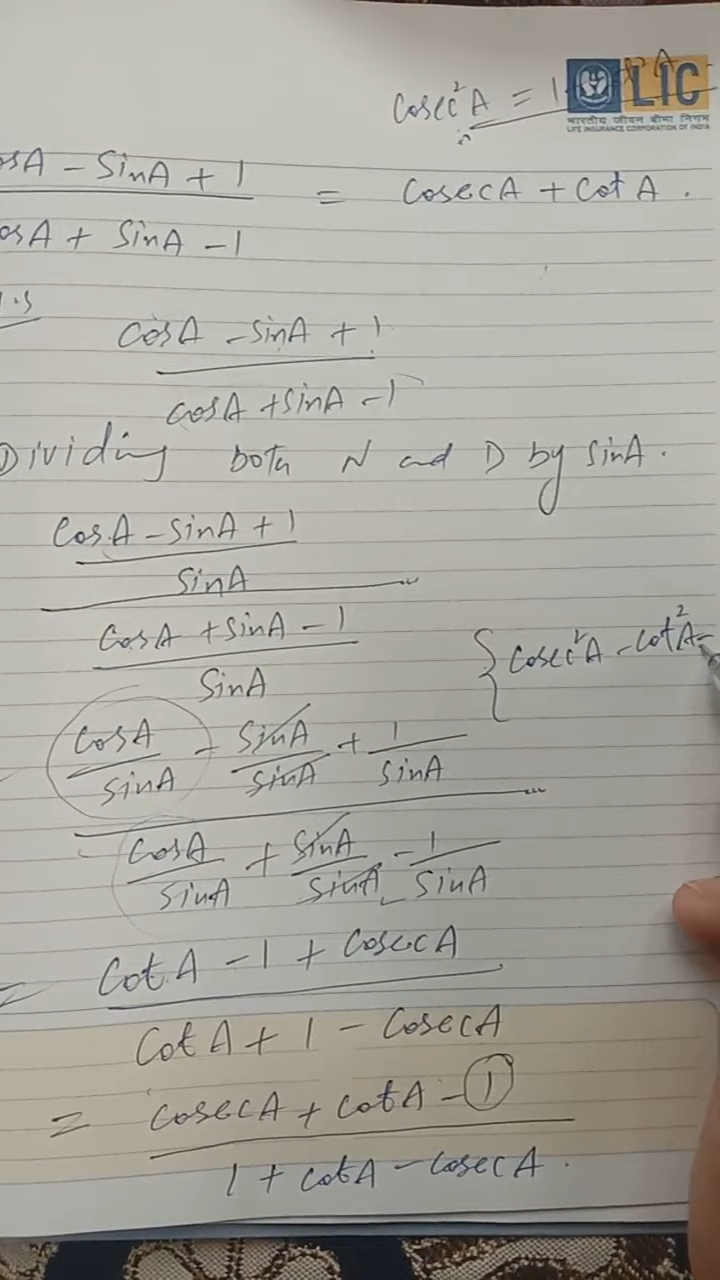 cosec²A = 1
LIC
भारतीय जीवन बीमा निगम
LIFE INSURANCE CORPORATION OF INDIA
osA - SinA + 1 / osA + SinA - 1 = CosecA + Cot A.
.s
cosA - sinA + 1 / cosA + sinA - 1
Dividing both N and D by sinA.
CosA - sinA + 1
sinA
CosA + sinA - 1
SinA
{ Cosec²A - Cot²A =
CosA/sinA - SinA/SinA + 1/sinA
CosA/sinA + SinA/SinA - 1/SinA
= Cot A - 1 + CosecA
Cot A + 1 - CosecA
= cosecA + cotA - 1
1 + cotA - cosecA.